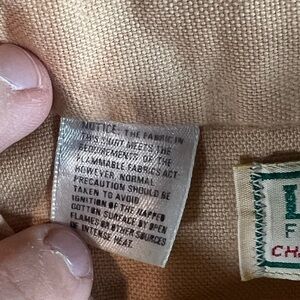 NOTICE: THE FABRIC IN
THIS SHIRT MEETS THE
REQUIREMENTS OF THE
FLAMMABLE FABRICS ACT.
HOWEVER, NORMAL
PRECAUTION SHOULD BE
TAKEN TO AVOID
IGNITION OF THE NAPPED
COTTON SURFACE BY OPEN
FLAMES OR OTHER SOURCES
OF INTENSE HEAT.
F
CH